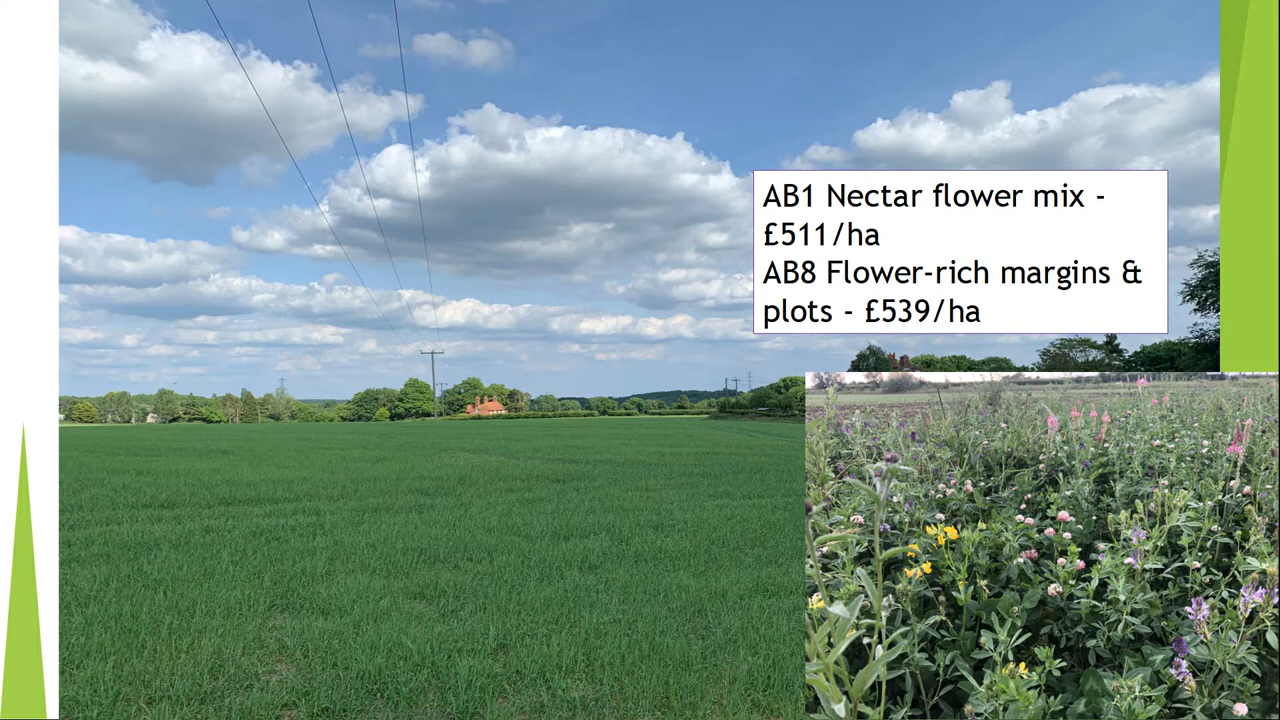 AB1 Nectar flower mix -
£511/ha
AB8 Flower-rich margins &
plots - £539/ha